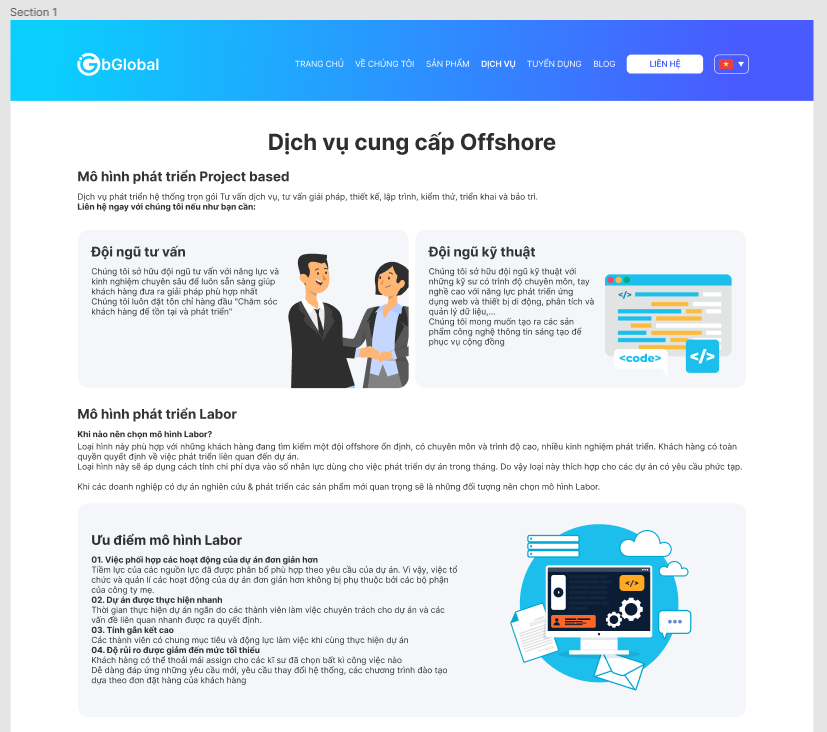 Section 1
GbGlobal
TRANG CHỦ VỀ CHÚNG TÔI SẢN PHẨM DỊCH VỤ TUYỂN DỤNG BLOG LIÊN HỆ
Dịch vụ cung cấp Offshore
Mô hình phát triển Project based
Dịch vụ phát triển hệ thống trọn gói Tư vấn dịch vụ, tư vấn giải pháp, thiết kế, lập trình, kiểm thử, triển khai và bảo trì.
Liên hệ ngay với chúng tôi nếu như bạn cần:
Đội ngũ tư vấn
Chúng tôi sở hữu đội ngũ tư vấn với năng lực và
kinh nghiệm chuyên sâu để luôn sẵn sàng giúp
khách hàng đưa ra giải pháp phù hợp nhất
Chúng tôi luôn đặt tôn chỉ hàng đầu "Chăm sóc
khách hàng để tồn tại và phát triển"
Đội ngũ kỹ thuật
Chúng tôi sở hữu đội ngũ kỹ thuật với
những kỹ sư có trình độ chuyên môn, tay
nghề cao với năng lực phát triển ứng
dụng web và thiết bị di động, phân tích và
quản lý dữ liệu,...
Chúng tôi mong muốn tạo ra các sản
phẩm công nghệ thông tin sáng tạo để
phục vụ cộng đồng
</>
<code>
</>
Mô hình phát triển Labor
Khi nào nên chọn mô hình Labor?
Loại hình này phù hợp với những khách hàng đang tìm kiếm một đội offshore ổn định, có chuyên môn và trình độ cao, nhiều kinh nghiệm phát triển. Khách hàng có toàn
quyền quyết định về việc phát triển liên quan đến dự án.
Loại hình này sẽ áp dụng cách tính chi phí dựa vào số nhân lực dùng cho việc phát triển dự án trong tháng. Do vậy loại này thích hợp cho các dự án có yêu cầu phức tạp.
Khi các doanh nghiệp có dự án nghiên cứu & phát triển các sản phẩm mới quan trọng sẽ là những đối tượng nên chọn mô hình Labor.
Ưu điểm mô hình Labor
01. Việc phối hợp các hoạt động của dự án đơn giản hơn
Tiềm lực của các nguồn lực đã được phân bổ phù hợp theo yêu cầu của dự án. Vì vậy, việc tổ
chức và quản lí các hoạt động của dự án đơn giản hơn không bị phụ thuộc bởi các bộ phận
của công ty mẹ.
02. Dự án được thực hiện nhanh
Thời gian thực hiện dự án ngắn do các thành viên làm việc chuyên trách cho dự án và các
vấn đề liên quan nhanh được ra quyết định.
03. Tính gắn kết cao
Các thành viên có chung mục tiêu và động lực làm việc khi cùng thực hiện dự án
04. Độ rủi ro được giảm đến mức tối thiểu
Khách hàng có thể thoải mái assign cho các kĩ sư đã chọn bất kì công việc nào
Dễ dàng đáp ứng những yêu cầu mới, yêu cầu thay đổi hệ thống, các chương trình đào tạo
dựa theo đơn đặt hàng của khách hàng
</>